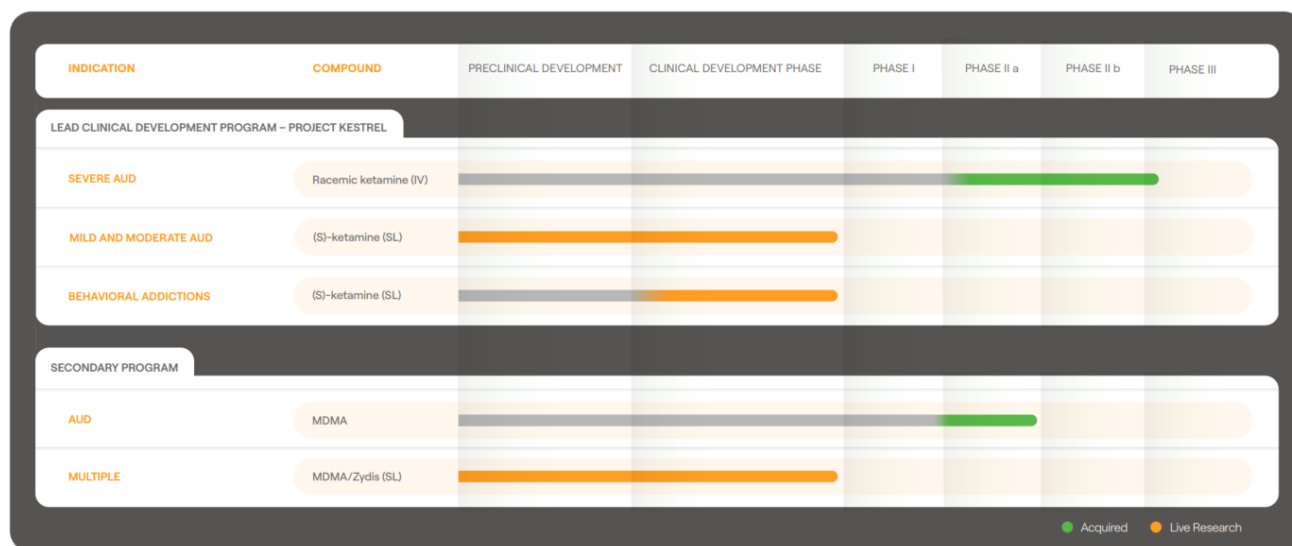 INDICATION COMPOUND PRECLINICAL DEVELOPMENT CLINICAL DEVELOPMENT PHASE PHASE I PHASE II a PHASE II b PHASE III
LEAD CLINICAL DEVELOPMENT PROGRAM – PROJECT KESTREL
SEVERE AUD Racemic ketamine (IV)
MILD AND MODERATE AUD (S)-ketamine (SL)
BEHAVIORAL ADDICTIONS (S)-ketamine (SL)
SECONDARY PROGRAM
AUD MDMA
MULTIPLE MDMA/Zydis (SL)
Acquired Live Research